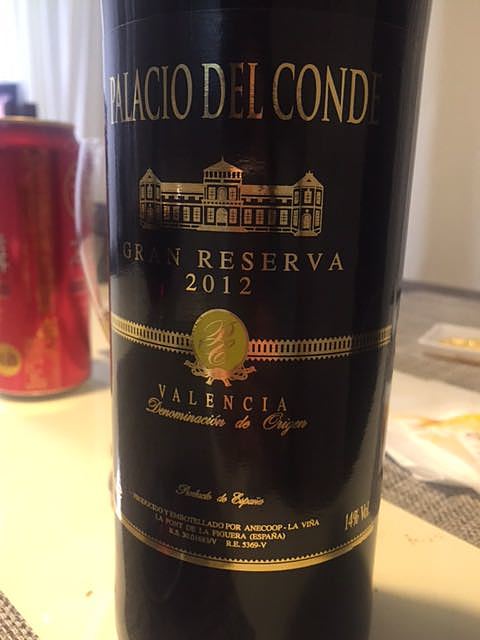 PALACIO DEL CONDE
GRAN RESERVA
2012
VALENCIA
Denominación de Origen
Producto de España
PRODUCIDO Y EMBOTELLADO POR ANECOOP - LA VIÑA
LA FONT DE LA FIGUERA (ESPAÑA)
R.E. 5369-V
14% Vol.